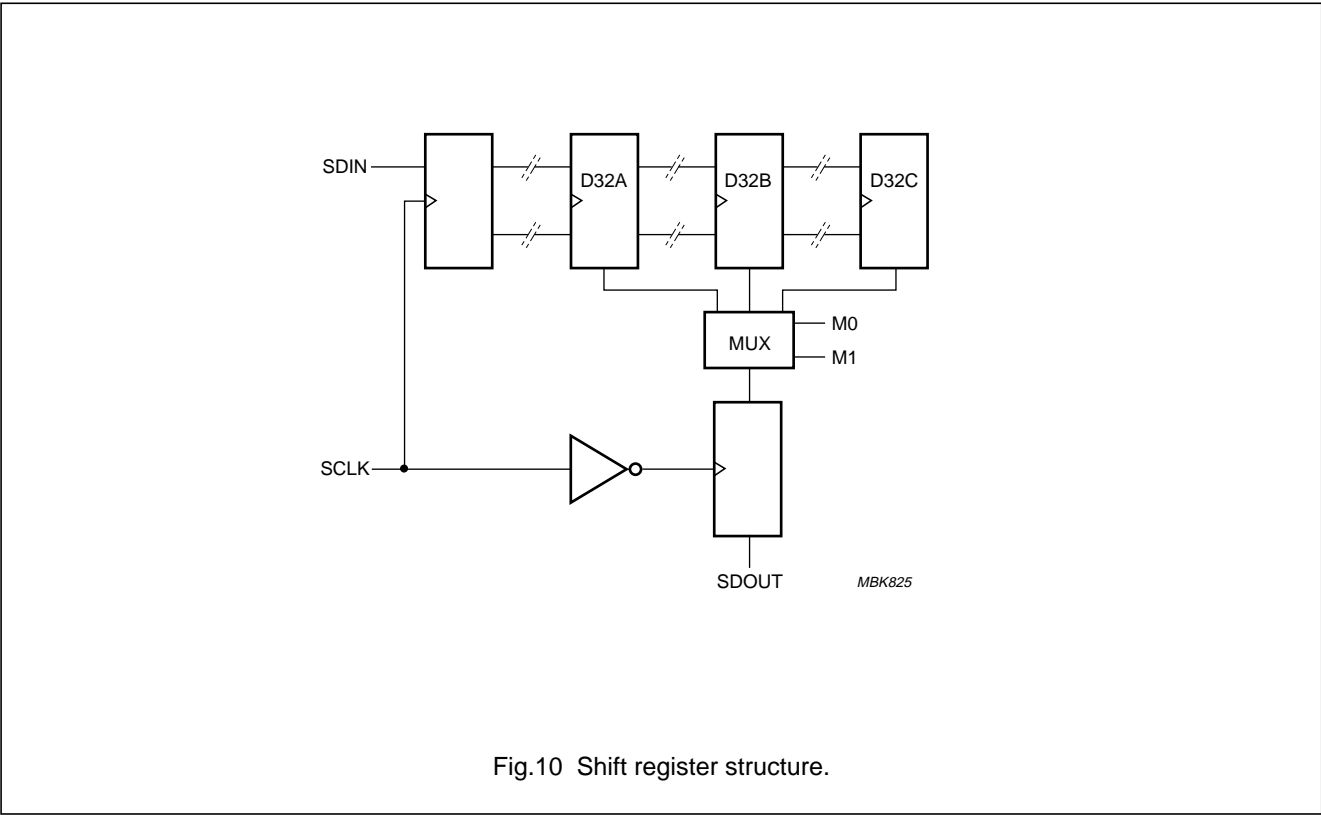 SDIN
D32A
D32B
D32C
M0
MUX
M1
SCLK
SDOUT
MBK825
Fig.10 Shift register structure.